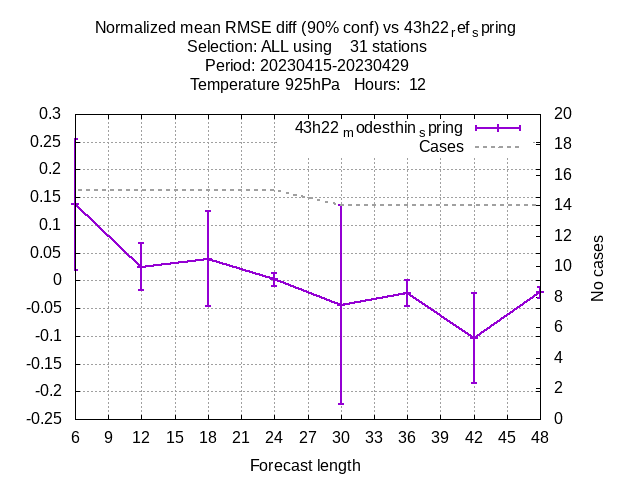 Normalized mean RMSE diff (90% conf) vs 43h22refspring
Selection: ALL using 31 stations
Period: 20230415-20230429
Temperature 925hPa Hours: 12
43h22modesthinspring
Cases
0.3
0.25
0.2
0.15
0.1
0.05
0
-0.05
-0.1
-0.15
-0.2
-0.25
20
18
16
14
12
10
8
6
4
2
0
No cases
6 9 12 15 18 21 24 27 30 33 36 39 42 45 48
Forecast length